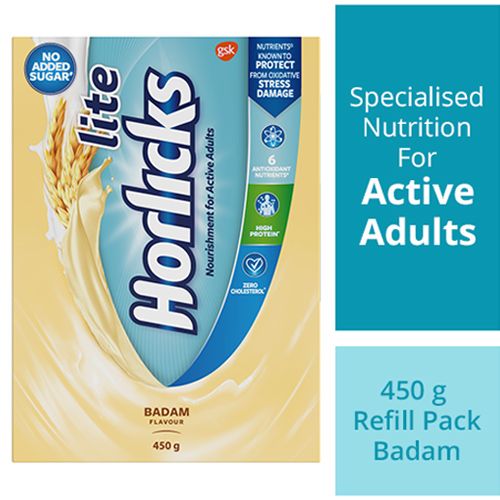 NO
ADDED
SUGAR*
gsk
NUTRIENTS§
KNOWN TO
PROTECT
FROM OXIDATIVE
STRESS
DAMAGE
lite
Horlicks
Nourishment for Active Adults
6
ANTIOXIDANT
NUTRIENTS^
HIGH
PROTEIN~
ZERO
CHOLESTEROL*
BADAM
FLAVOUR
450 g
Specialised
Nutrition
For
Active
Adults
450 g
Refill Pack
Badam